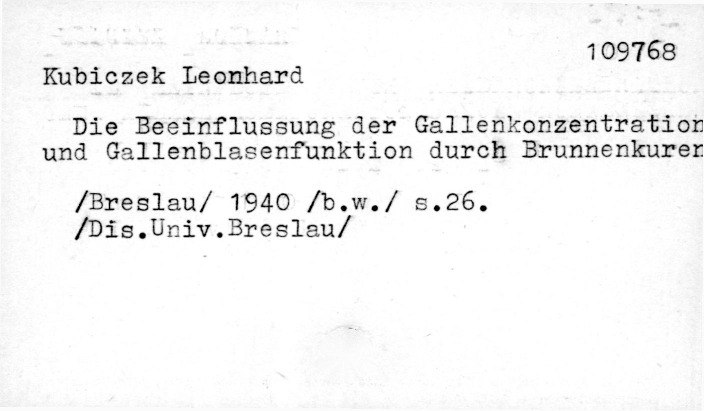 109768
Kubiczek Leonhard
Die Beeinflussung der Gallenkonzentration
und Gallenblasenfunktion durch Brunnenkuren
/Breslau/ 1940 /b.w./ s.26.
/Dis.Univ.Breslau/